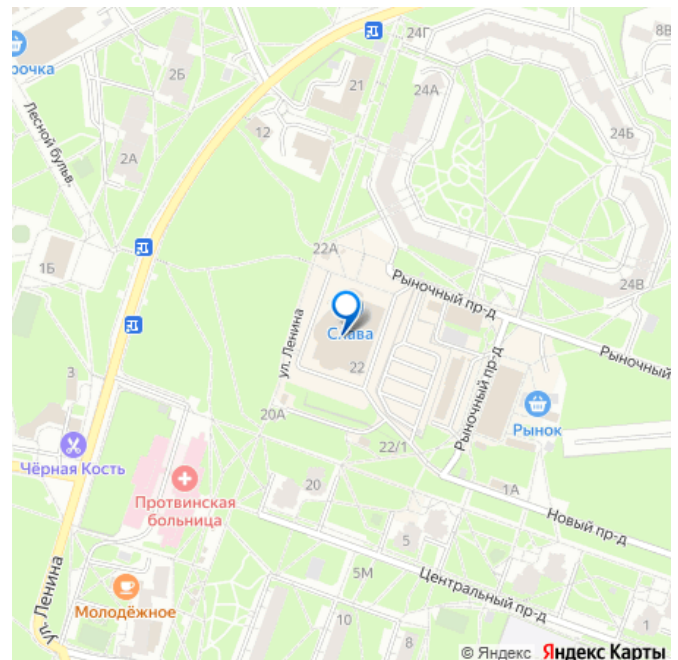 24Г
8В
рочка
2Б
21
24А
Лесной бульв.
12
24Б
2А
22А
1Б
24В
Рыночный пр-д
Слава
ул. Ленина
Рыночный
3
22
Рыночный пр-д
20А
Рынок
22/1
Чёрная Кость
Протвинская
больница
20
1А
Новый пр-д
5
5М
Центральный пр-д
ул. Ленина
Молодёжное
10
8
1
© Яндекс Яндекс Карты